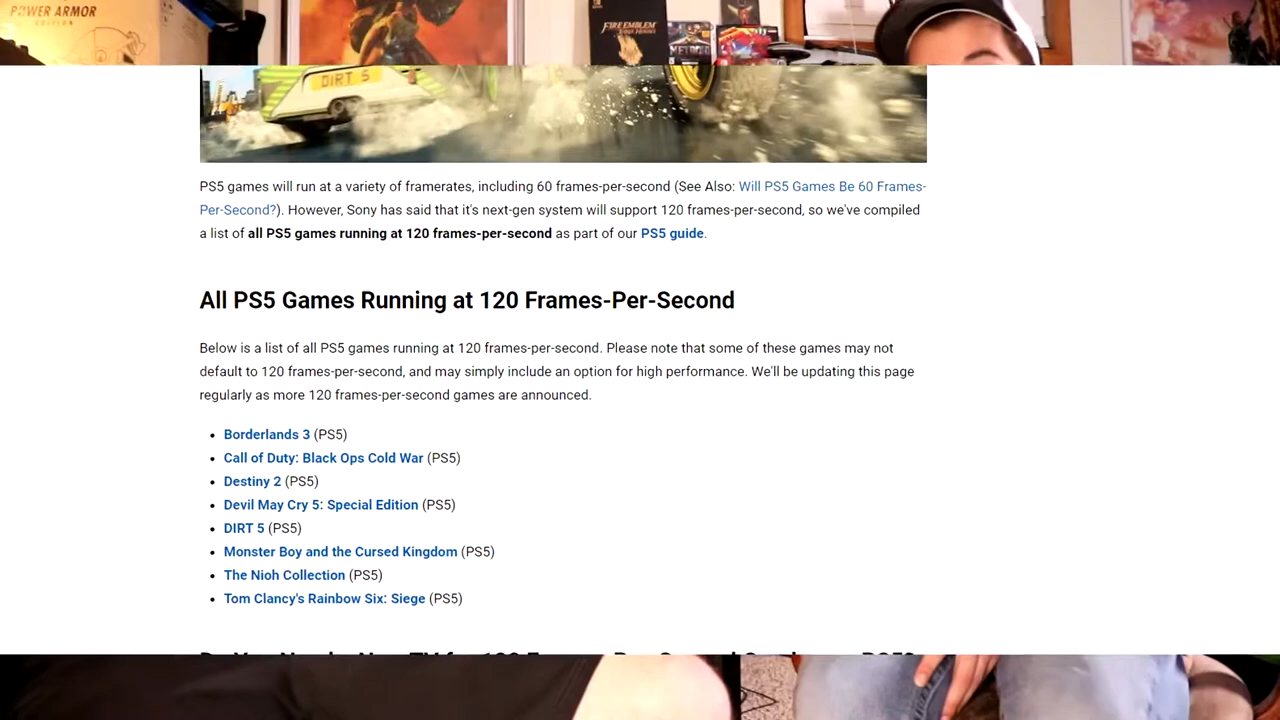 POWER ARMOR
EDITION
FIRE EMBLEM
THREE HOUSES
METROID
DIRT 5
PS5 games will run at a variety of framerates, including 60 frames-per-second (See Also: Will PS5 Games Be 60 Frames-
Per-Second?). However, Sony has said that it's next-gen system will support 120 frames-per-second, so we've compiled
a list of all PS5 games running at 120 frames-per-second as part of our PS5 guide.
All PS5 Games Running at 120 Frames-Per-Second
Below is a list of all PS5 games running at 120 frames-per-second. Please note that some of these games may not
default to 120 frames-per-second, and may simply include an option for high performance. We'll be updating this page
regularly as more 120 frames-per-second games are announced.
• Borderlands 3 (PS5)
• Call of Duty: Black Ops Cold War (PS5)
• Destiny 2 (PS5)
• Devil May Cry 5: Special Edition (PS5)
• DIRT 5 (PS5)
• Monster Boy and the Cursed Kingdom (PS5)
• The Nioh Collection (PS5)
• Tom Clancy's Rainbow Six: Siege (PS5)